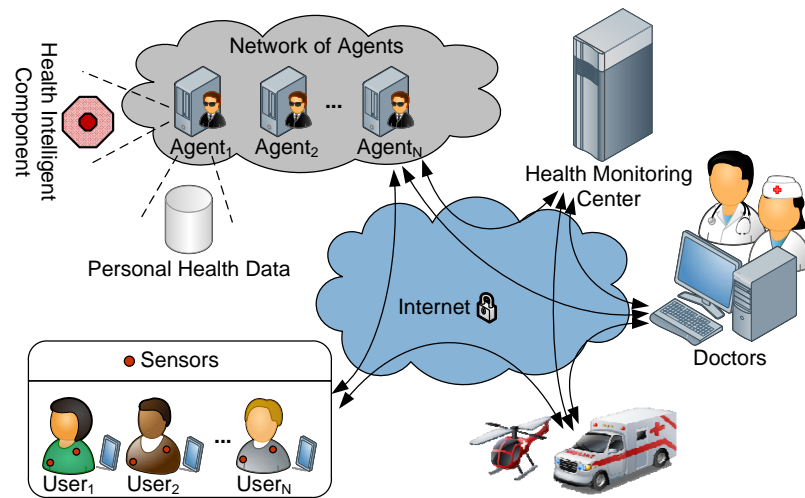 Network of Agents
Health Intelligent
Component
...
Agent1
Agent2
AgentN
Health Monitoring
Center
Personal Health Data
Internet
Doctors
Sensors
...
User1
User2
UserN